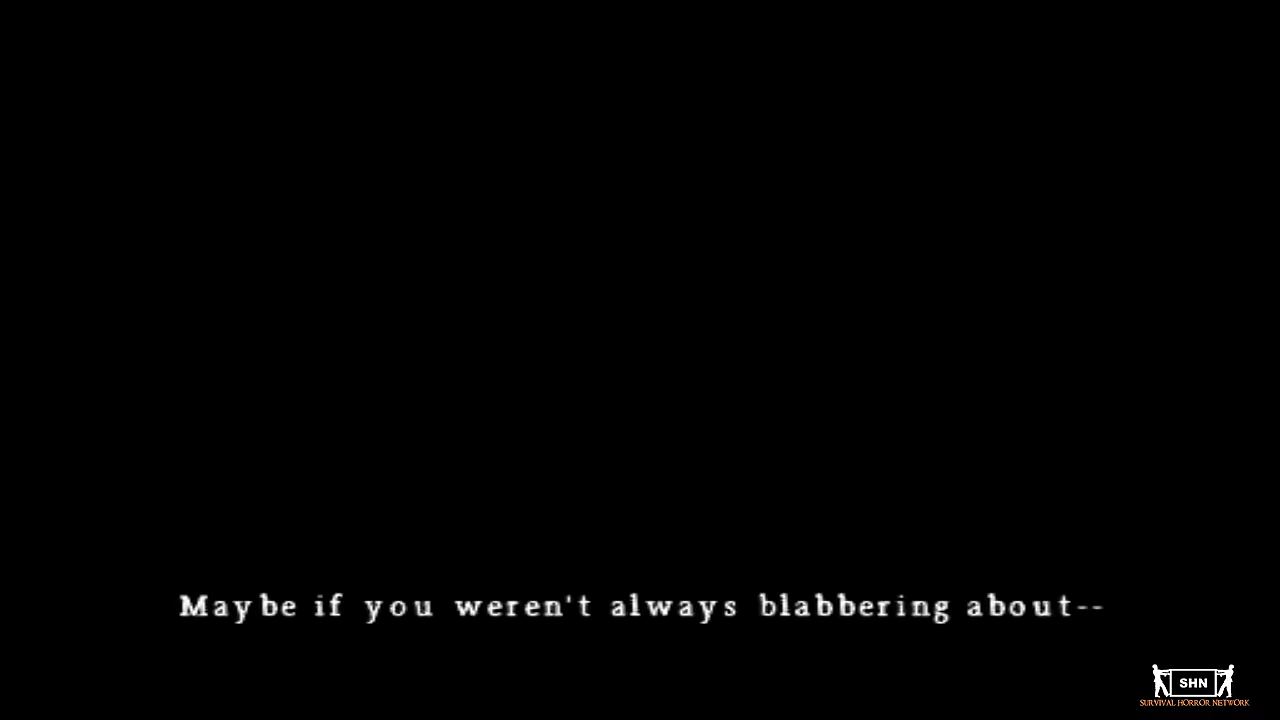 Maybe if you weren't always blabbering about--
SHN
SURVIVAL HORROR NETWORK